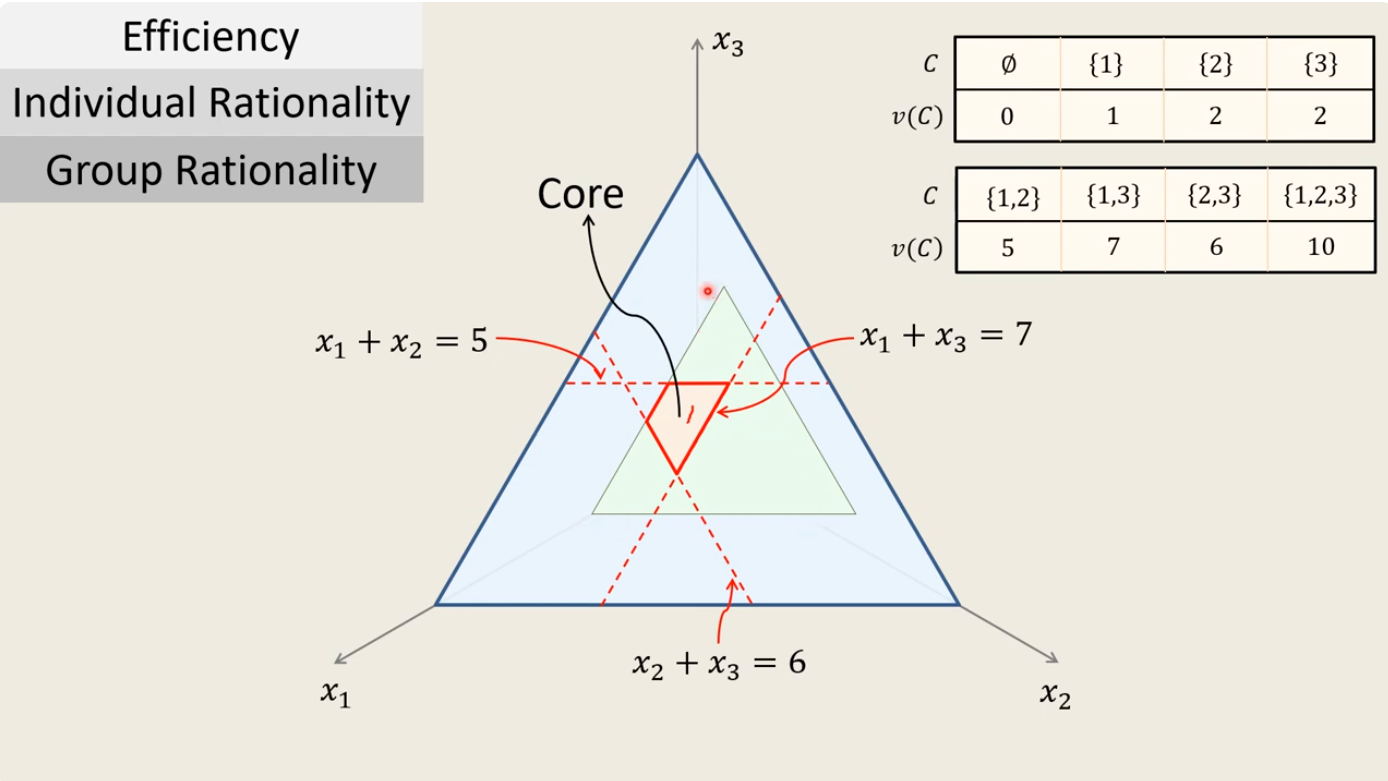 Efficiency
Individual Rationality
Group Rationality
x₃
C ∅ {1} {2} {3}
v(C) 0 1 2 2
C {1,2} {1,3} {2,3} {1,2,3}
v(C) 5 7 6 10
Core
x₁ + x₂ = 5
x₁ + x₃ = 7
x₂ + x₃ = 6
x₁
x₂